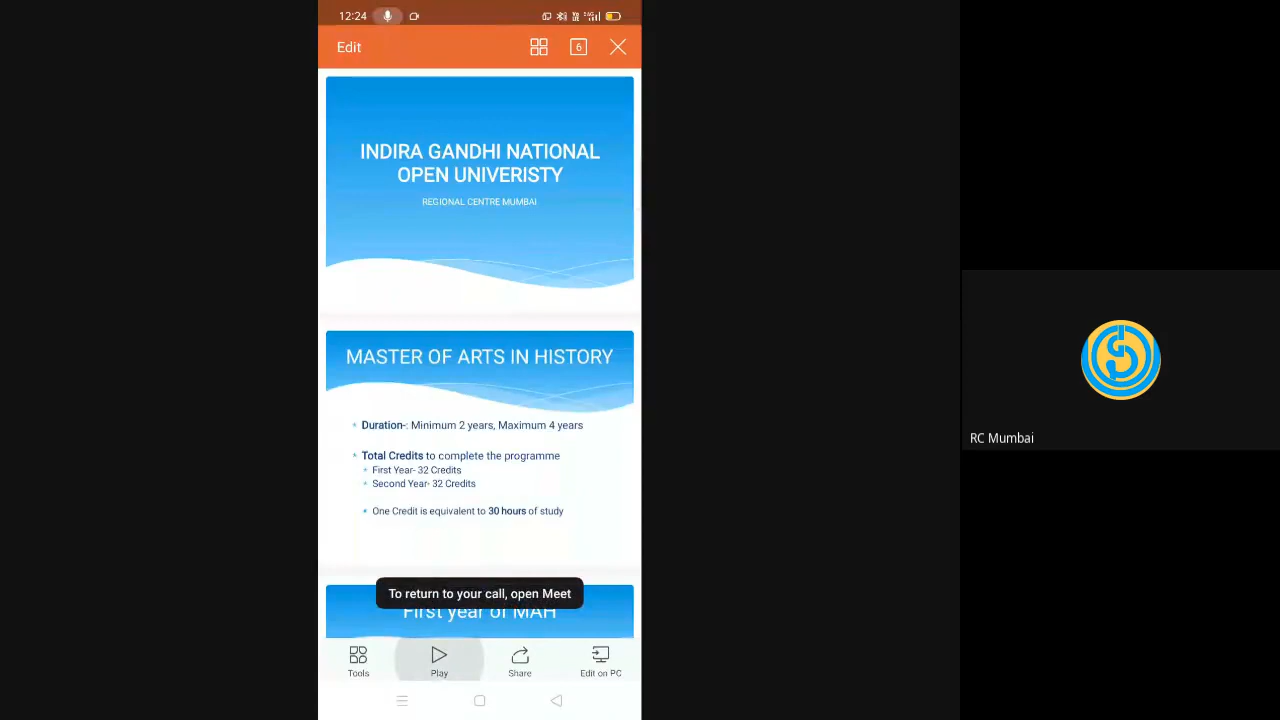 12:24
Edit
6
INDIRA GANDHI NATIONAL
OPEN UNIVERISTY
REGIONAL CENTRE MUMBAI
MASTER OF ARTS IN HISTORY
Duration-: Minimum 2 years, Maximum 4 years
Total Credits to complete the programme
First Year- 32 Credits
Second Year- 32 Credits
One Credit is equivalent to 30 hours of study
To return to your call, open Meet
First year of MAH
Tools
Play
Share
Edit on PC
RC Mumbai